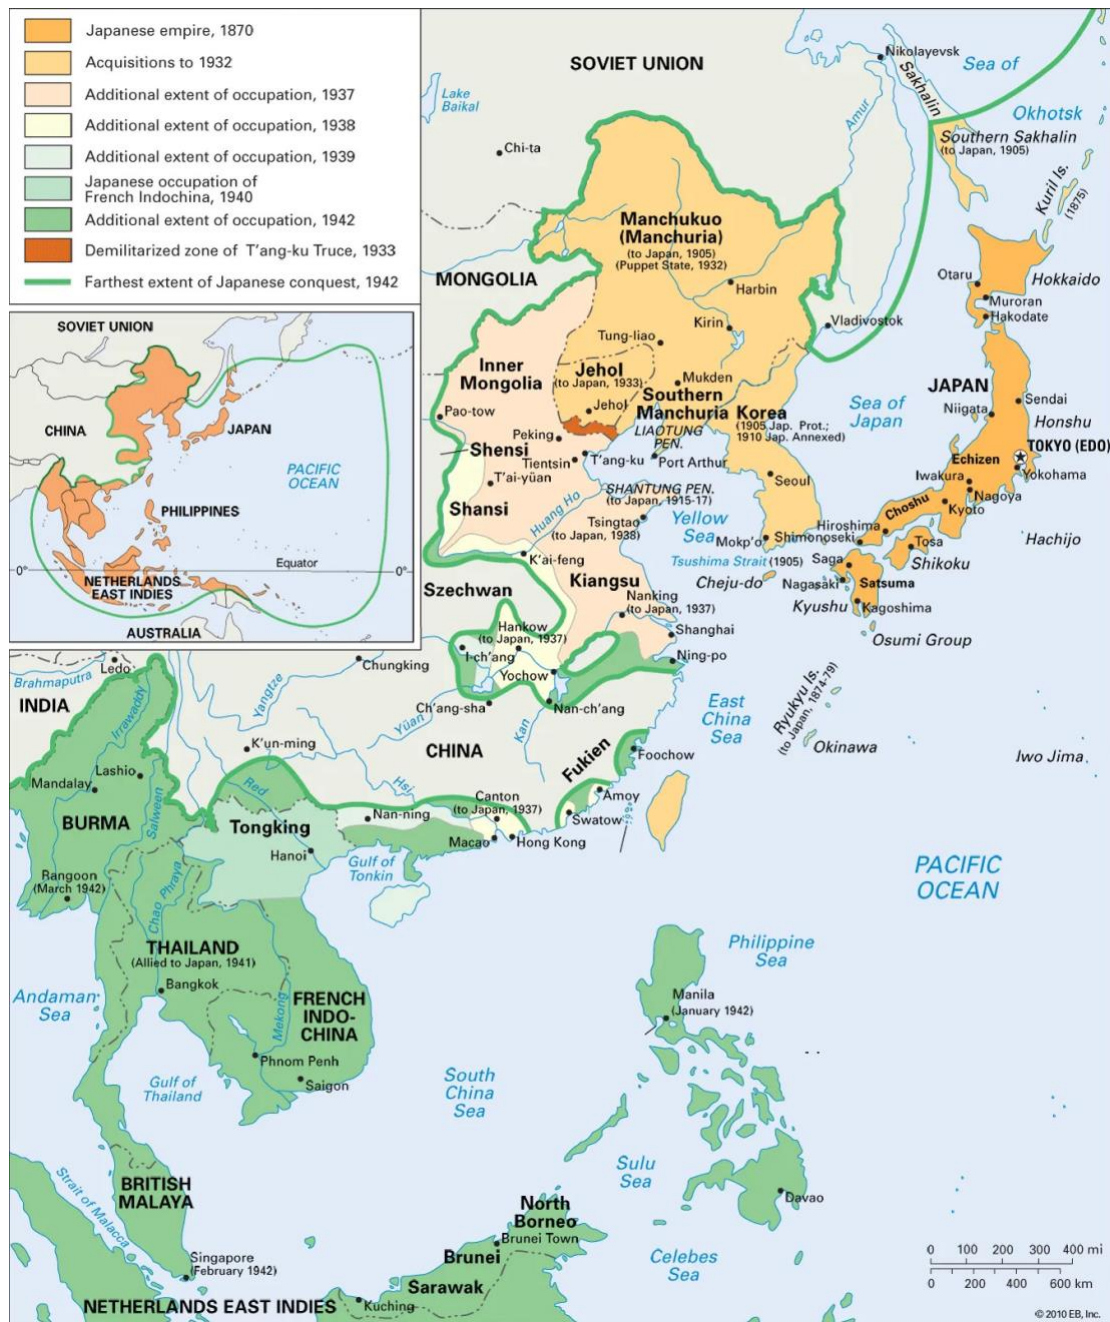 Japanese empire, 1870
Acquisitions to 1932
Additional extent of occupation, 1937
Additional extent of occupation, 1938
Additional extent of occupation, 1939
Japanese occupation of
French Indochina, 1940
Additional extent of occupation, 1942
Demilitarized zone of T'ang-ku Truce, 1933
Farthest extent of Japanese conquest, 1942
SOVIET UNION
CHINA
JAPAN
PACIFIC
OCEAN
PHILIPPINES
Equator
0°
0°
NETHERLANDS
EAST INDIES
AUSTRALIA
SOVIET UNION
Nikolayevsk
Sea of
Okhotsk
Sakhalin
Lake
Baikal
Amur
Chi-ta
Southern Sakhalin
(to Japan, 1905)
Kuril Is.
(1875)
Manchukuo
(Manchuria)
(to Japan, 1905)
(Puppet State, 1932)
MONGOLIA
Harbin
Otaru
Hokkaido
Muroran
Hakodate
Kirin
Vladivostok
Tung-liao
Inner
Mongolia
Jehol
(to Japan, 1933)
Jehol
Mukden
Southern
Manchuria
Korea
(1905 Jap. Prot.;
1910 Jap. Annexed)
Sea of
Japan
JAPAN
Niigata
Sendai
Honshu
Pao-tow
Peking
LIAOTUNG
PEN.
TOKYO (EDO)
Shensi
Tientsin
T'ang-ku
Port Arthur
Echizen
Yokohama
T'ai-yüan
Seoul
Iwakura
Nagoya
SHANTUNG PEN.
(to Japan, 1915-17)
Choshu
Kyoto
Shansi
Huang Ho
Tsingtao
(to Japan, 1938)
Yellow
Sea
Mokp'o
Shimonoseki
Hiroshima
Tosa
Hachijo
K'ai-feng
Tsushima Strait (1905)
Saga
Shikoku
Szechwan
Kiangsu
Cheju-do
Nagasaki
Satsuma
Kyushu
Kagoshima
Nanking
(to Japan, 1937)
Hankow
(to Japan, 1937)
Shanghai
Osumi Group
I-ch'ang
Ning-po
Yochow
Ledo
Chungking
Brahmaputra
INDIA
Irrawaddy
Yangtze
Ch'ang-sha
Nan-ch'ang
Yüan
Kan
East
China
Sea
Ryukyu Is.
(to Japan, 1874-79)
Okinawa
Iwo Jima
K'un-ming
CHINA
Fukien
Foochow
Lashio
Mandalay
Red
Hsi
Salween
Canton
(to Japan, 1937)
Amoy
BURMA
Tongking
Nan-ning
Swatow
Macao
Hong Kong
Hanoi
Gulf of
Tonkin
Rangoon
(March 1942)
Chao Phraya
PACIFIC
OCEAN
THAILAND
(Allied to Japan, 1941)
Philippine
Sea
Andaman
Sea
Bangkok
FRENCH
INDO-
CHINA
Mekong
Manila
(January 1942)
Phnom Penh
Saigon
Gulf of
Thailand
South
China
Sea
Sulu
Sea
BRITISH
MALAYA
Strait of Malacca
Davao
North
Borneo
Brunei Town
Brunei
Celebes
Sea
Singapore
(February 1942)
Sarawak
NETHERLANDS EAST INDIES
Kuching
0 100 200 300 400 mi
0 200 400 600 km
© 2010 EB, Inc.